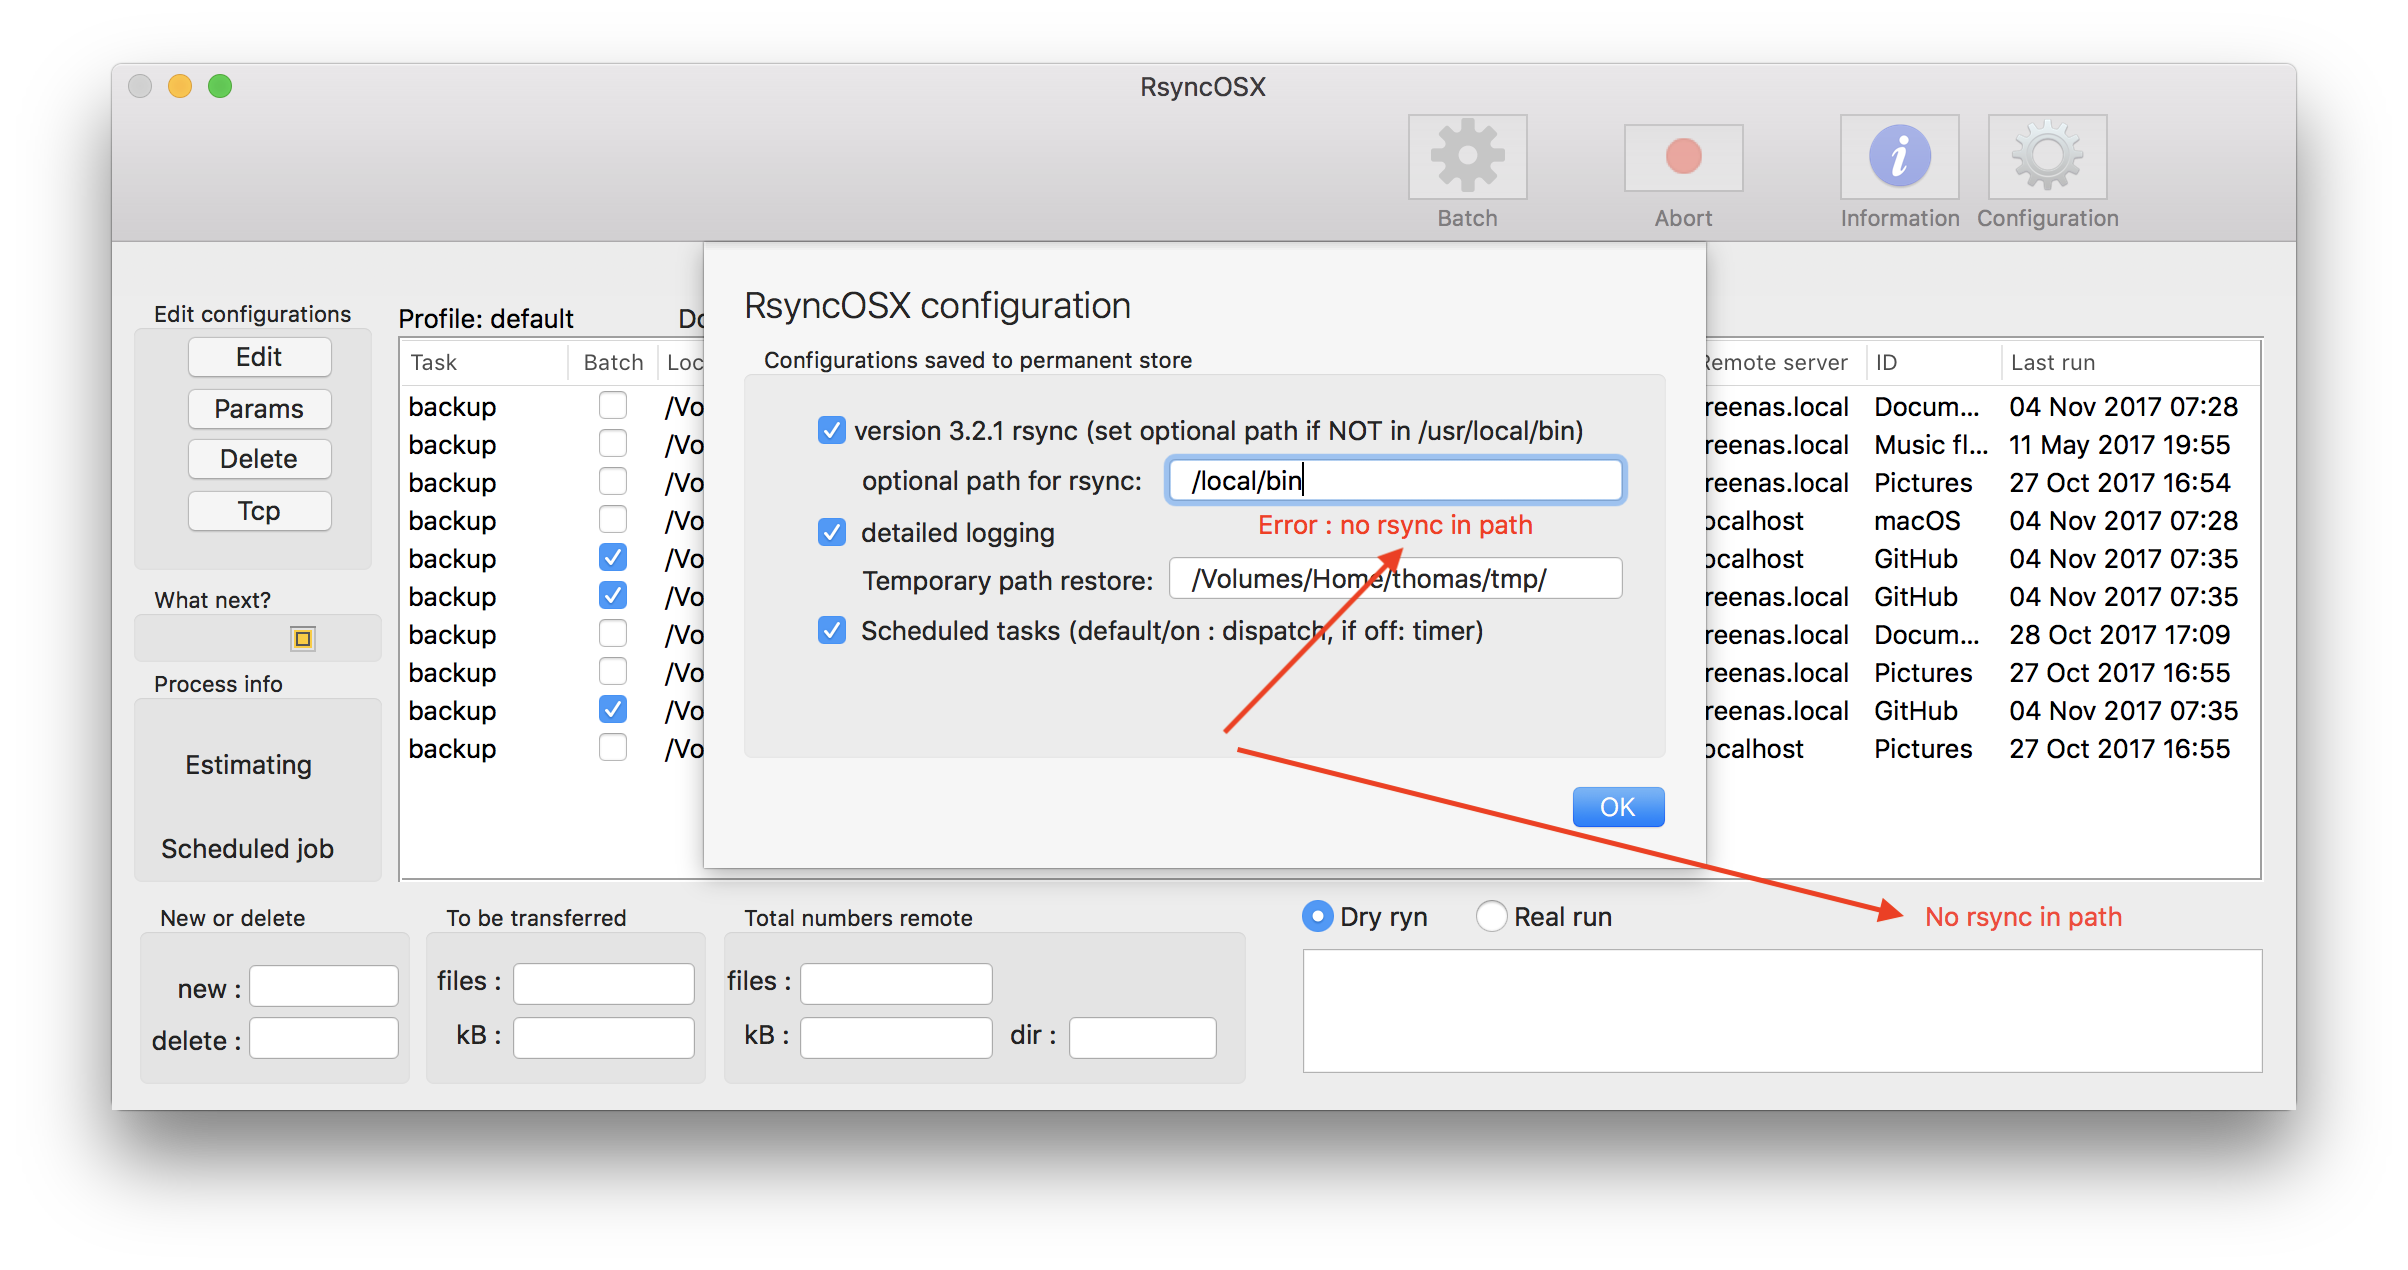 RsyncOSX
Batch
Abort
Information
Configuration
RsyncOSX configuration
Configurations saved to permanent store
version 3.2.1 rsync (set optional path if NOT in /usr/local/bin)
optional path for rsync: /local/bin
Error : no rsync in path
detailed logging
Temporary path restore: /Volumes/Home/thomas/tmp/
Scheduled tasks (default/on : dispatch, if off: timer)
OK
Edit configurations
Edit
Params
Delete
Tcp
What next?
Process info
Estimating
Scheduled job
Profile: default Do
Task Batch Loc Remote server ID Last run
backup /Vo reenas.local Docum... 04 Nov 2017 07:28
backup /Vo reenas.local Music fl... 11 May 2017 19:55
backup /Vo reenas.local Pictures 27 Oct 2017 16:54
backup /Vo ocalhost macOS 04 Nov 2017 07:28
backup /Vo ocalhost GitHub 04 Nov 2017 07:35
backup /Vo reenas.local GitHub 04 Nov 2017 07:35
backup /Vo reenas.local Docum... 28 Oct 2017 17:09
backup /Vo reenas.local Pictures 27 Oct 2017 16:55
backup /Vo reenas.local GitHub 04 Nov 2017 07:35
backup /Vo ocalhost Pictures 27 Oct 2017 16:55
New or delete
new :
delete :
To be transferred
files :
kB :
Total numbers remote
files :
kB :
dir :
Dry ryn
Real run
No rsync in path